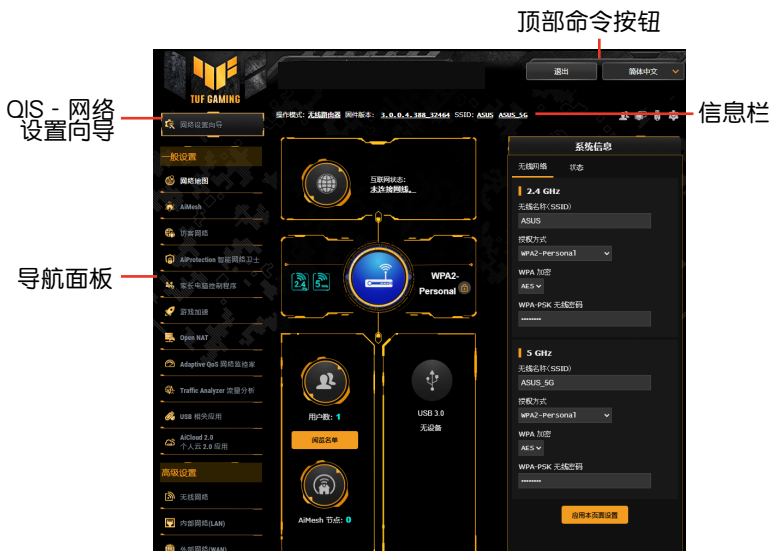 顶部命令按钮
TUF GAMING
退出
简体中文
QIS - 网络
设置向导
信息栏
导航面板
网络设置向导
操作模式: 无线路由器 固件版本: 3.0.0.4.388_32464 SSID: ASUS ASUS_5G
一般设置
网络地图
AiMesh
访客网络
AiProtection 智能网络卫士
家长电脑控制程序
游戏加速
Open NAT
Adaptive QoS 网络监控家
Traffic Analyzer 流量分析
USB 相关应用
AiCloud 2.0
个人云 2.0 应用
高级设置
无线网络
内部网络(LAN)
外部网络(WAN)
互联网状态:
未连接网线。
2.4
5
WPA2-
Personal
用户数: 1
阅览名单
AiMesh 节点: 0
USB 3.0
无设备
系统信息
无线网络
状态
2.4 GHz
无线名称(SSID)
ASUS
授权方式
WPA2-Personal
WPA 加密
AES
WPA-PSK 无线密码
••••••••
5 GHz
无线名称(SSID)
ASUS_5G
授权方式
WPA2-Personal
WPA 加密
AES
WPA-PSK 无线密码
••••••••
应用本页面设置